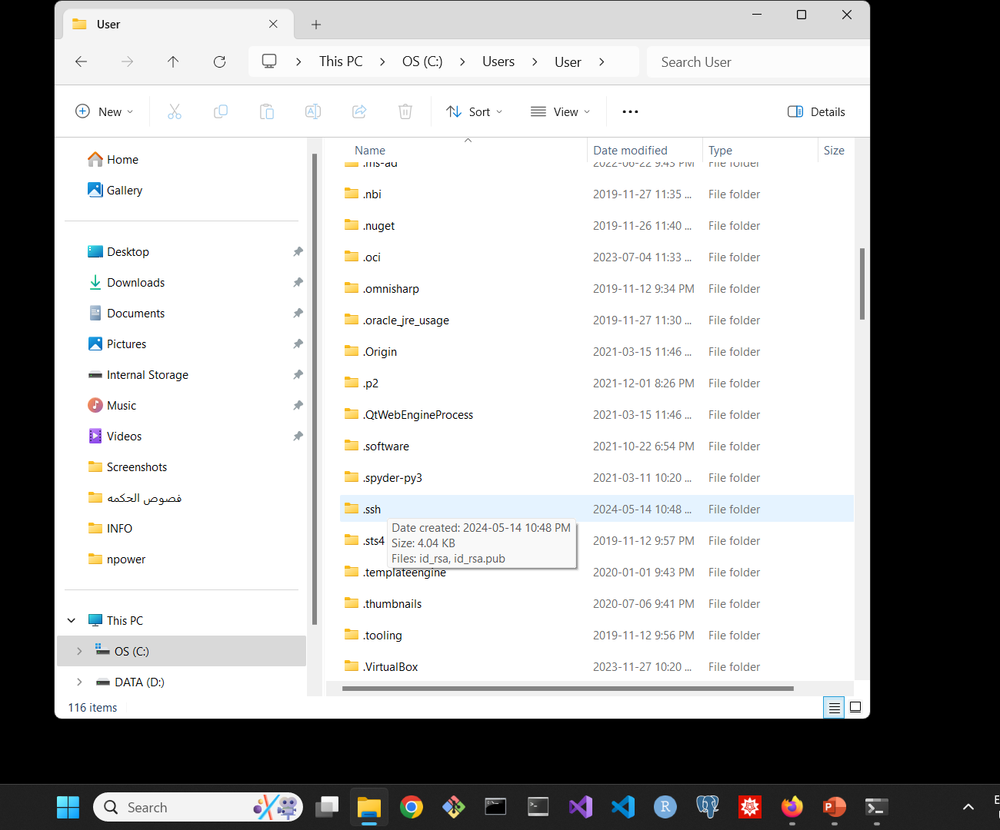 User
This PC
OS (C:)
Users
User
Search User
New
Sort
View
Details
Home
Gallery
Desktop
Downloads
Documents
Pictures
Internal Storage
Music
Videos
Screenshots
فصوص الحكمه
INFO
npower
This PC
OS (C:)
DATA (D:)
Name Date modified Type Size
.ms-ad 2022-06-22 9:43 PM File folder
.nbi 2019-11-27 11:35 ... File folder
.nuget 2019-11-26 11:40 ... File folder
.oci 2023-07-04 11:33 ... File folder
.omnisharp 2019-11-12 9:34 PM File folder
.oracle_jre_usage 2019-11-27 11:30 ... File folder
.Origin 2021-03-15 11:46 ... File folder
.p2 2021-12-01 8:26 PM File folder
.QtWebEngineProcess 2021-03-15 11:46 ... File folder
.software 2021-10-22 6:54 PM File folder
.spyder-py3 2021-03-11 10:20 ... File folder
.ssh 2024-05-14 10:48 ... File folder
Date created: 2024-05-14 10:48 PM
Size: 4.04 KB
Files: id_rsa, id_rsa.pub
.sts4 2019-11-12 9:57 PM File folder
.templateengine 2020-01-01 9:43 PM File folder
.thumbnails 2020-07-06 9:41 PM File folder
.tooling 2019-11-12 9:56 PM File folder
.VirtualBox 2023-11-27 10:20 ... File folder
116 items
Search